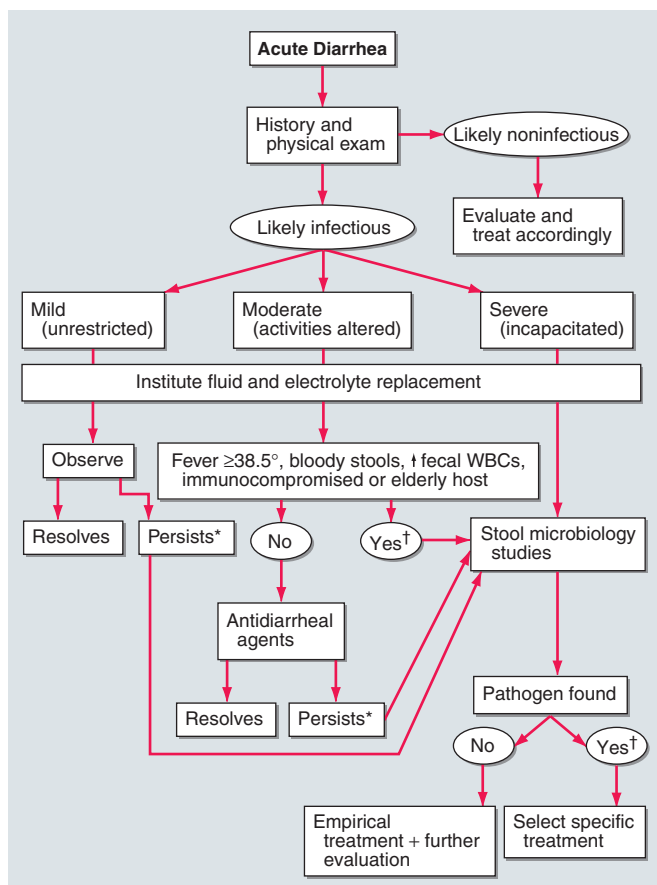 Acute Diarrhea
History and
physical exam
Likely noninfectious
Evaluate and
treat accordingly
Likely infectious
Mild
(unrestricted)
Moderate
(activities altered)
Severe
(incapacitated)
Institute fluid and electrolyte replacement
Observe
Fever ≥38.5°, bloody stools, ↑ fecal WBCs,
immunocompromised or elderly host
Resolves
Persists*
No
Yes†
Stool microbiology
studies
Antidiarrheal
agents
Resolves
Persists*
Pathogen found
No
Yes†
Empirical
treatment + further
evaluation
Select specific
treatment